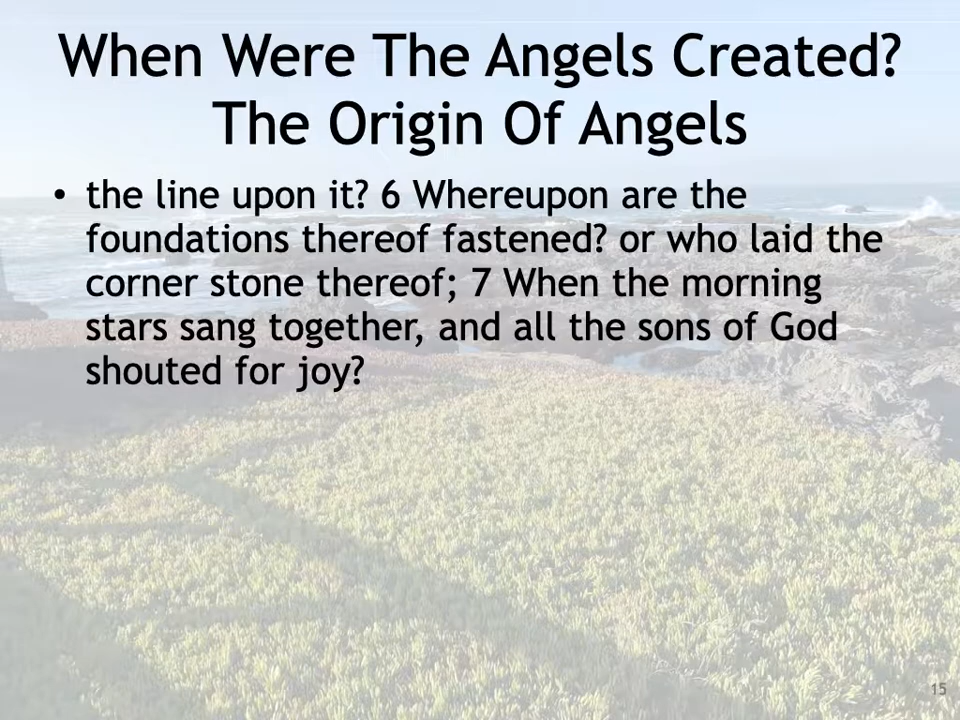 When Were The Angels Created?
The Origin Of Angels
• the line upon it? 6 Whereupon are the
foundations thereof fastened? or who laid the
corner stone thereof; 7 When the morning
stars sang together, and all the sons of God
shouted for joy?
15